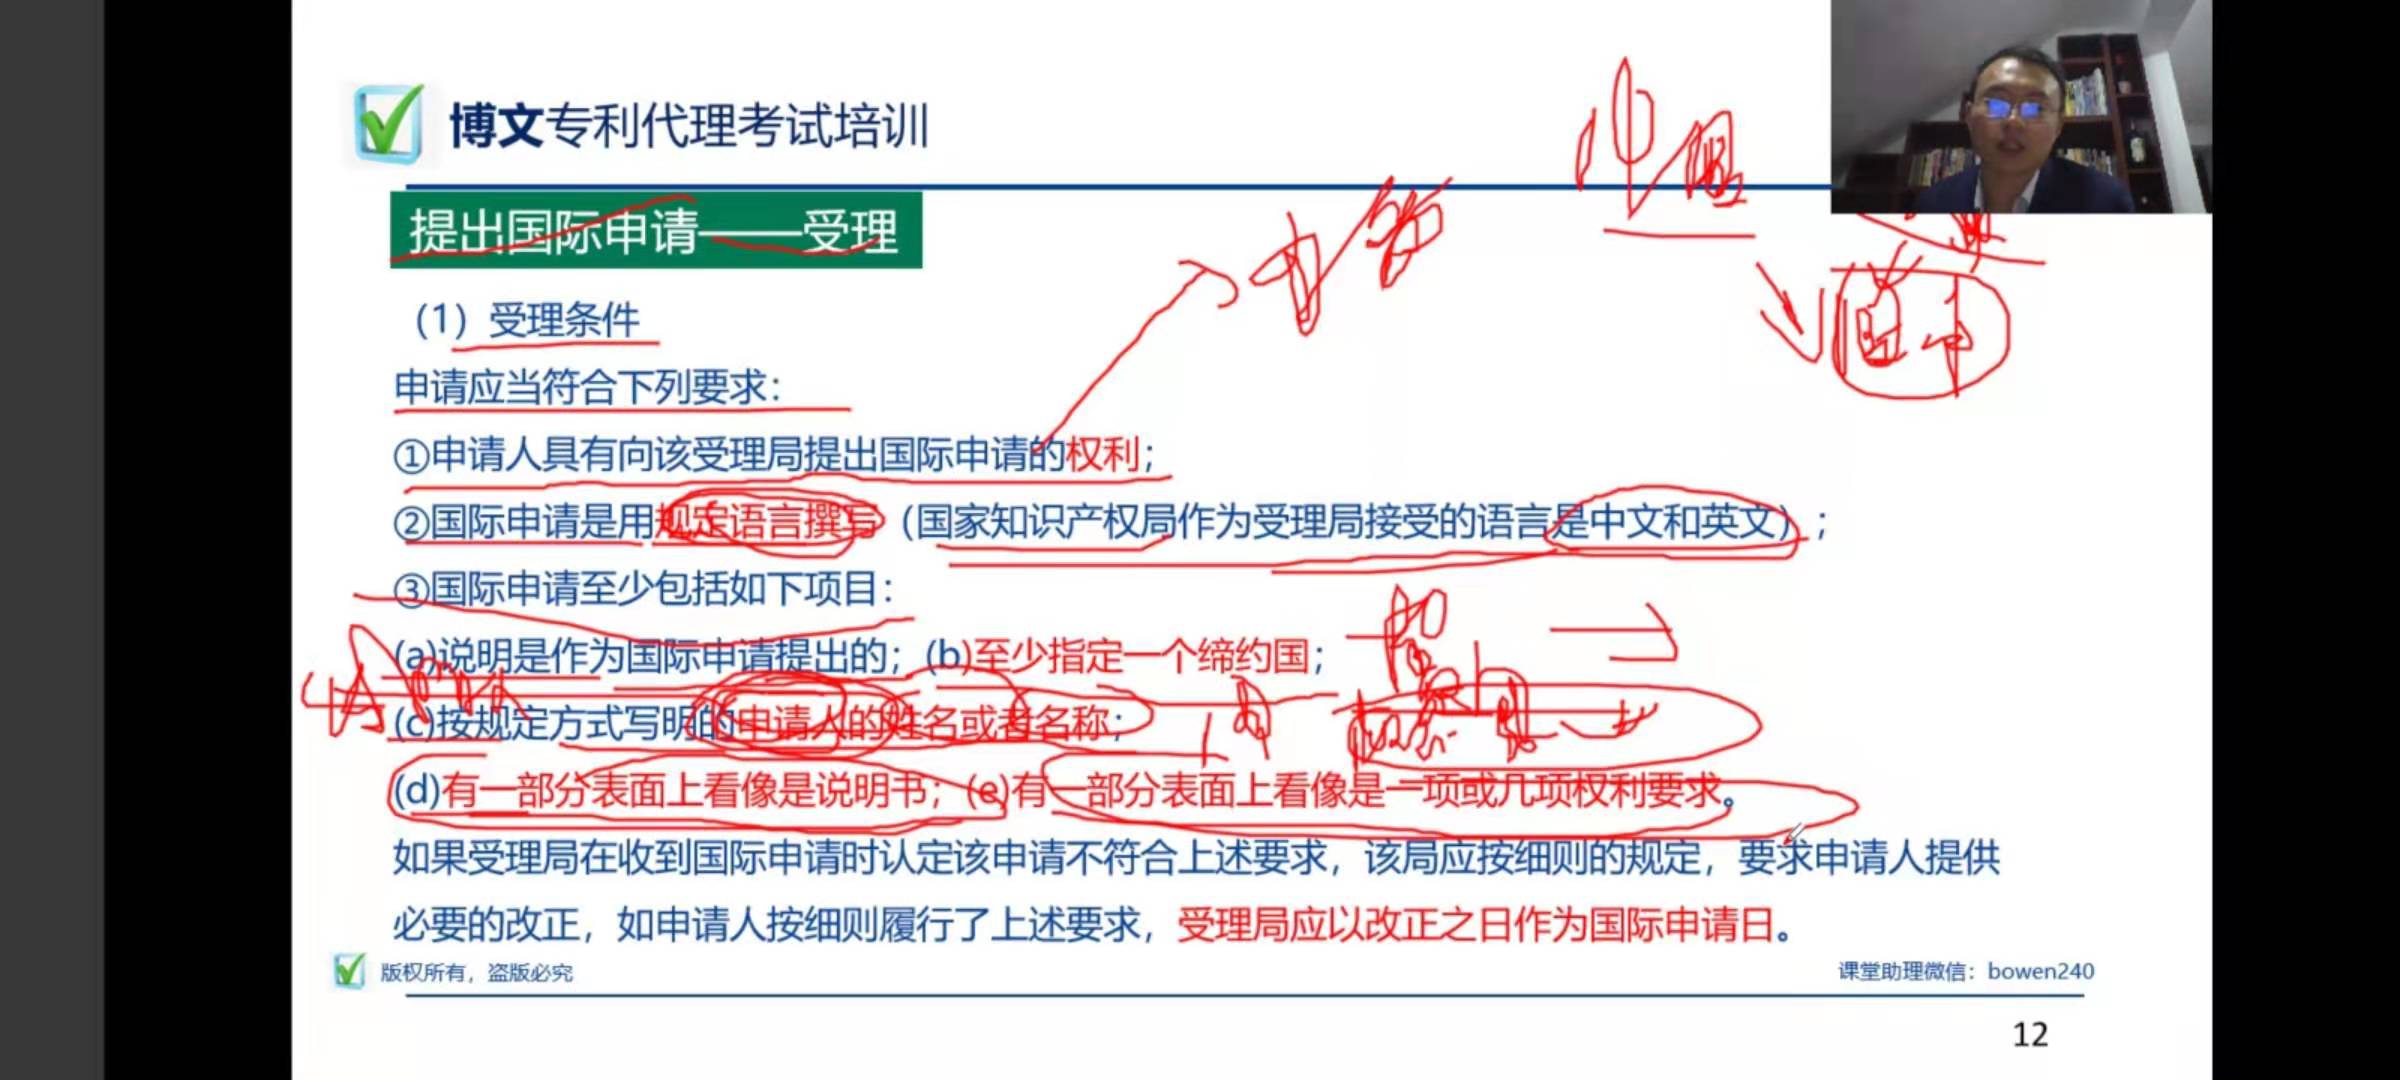 博文专利代理考试培训
提出国际申请——受理
（1）受理条件
申请应当符合下列要求：
①申请人具有向该受理局提出国际申请的权利；
②国际申请是用规定语言撰写（国家知识产权局作为受理局接受的语言是中文和英文）；
③国际申请至少包括如下项目：
(a)说明是作为国际申请提出的；(b)至少指定一个缔约国；
(c)按规定方式写明的申请人的姓名或者名称；
(d)有一部分表面上看像是说明书；(e)有一部分表面上看像是一项或几项权利要求。
如果受理局在收到国际申请时认定该申请不符合上述要求，该局应按细则的规定，要求申请人提供
必要的改正，如申请人按细则履行了上述要求，受理局应以改正之日作为国际申请日。
版权所有，盗版必究
课堂助理微信：bowen240
12